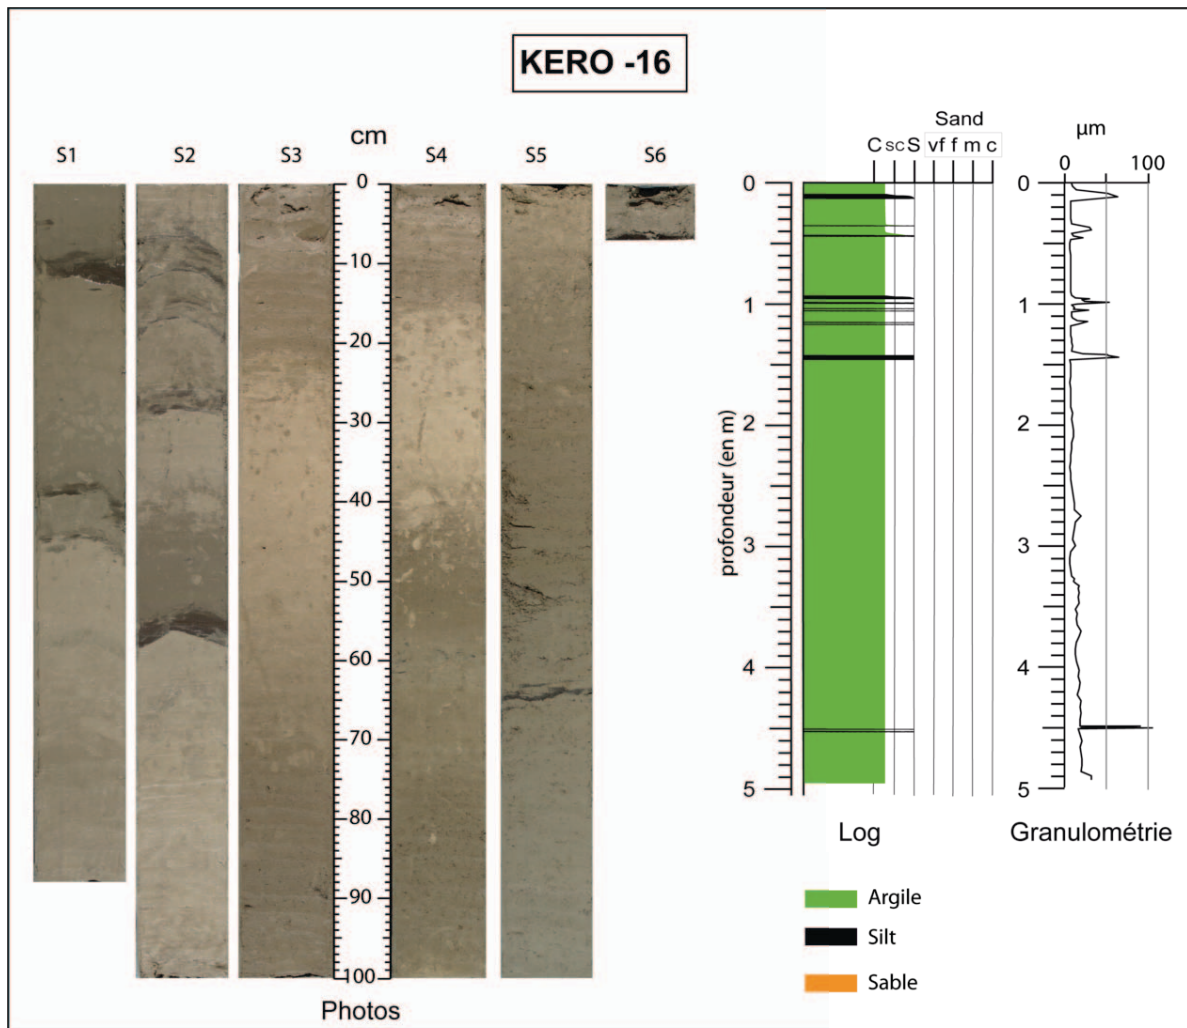 KERO -16
cm
S1 S2 S3 S4 S5 S6
0
10
20
30
40
50
60
70
80
90
100
Photos
Sand
C SC S vf f m c
profondeur (en m)
0
1
2
3
4
5
Log
µm
0 100
0
1
2
3
4
5
Granulométrie
Argile
Silt
Sable